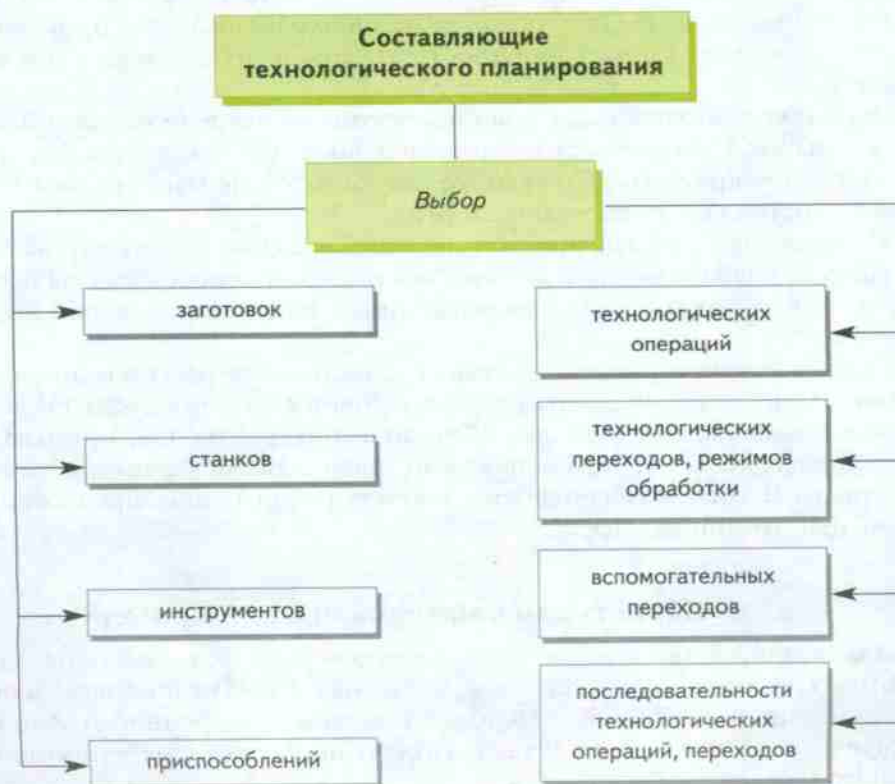 Составляющие
технологического планирования
Выбор
заготовок
станков
инструментов
приспособлений
технологических
операций
технологических
переходов, режимов
обработки
вспомогательных
переходов
последовательности
технологических
операций, переходов